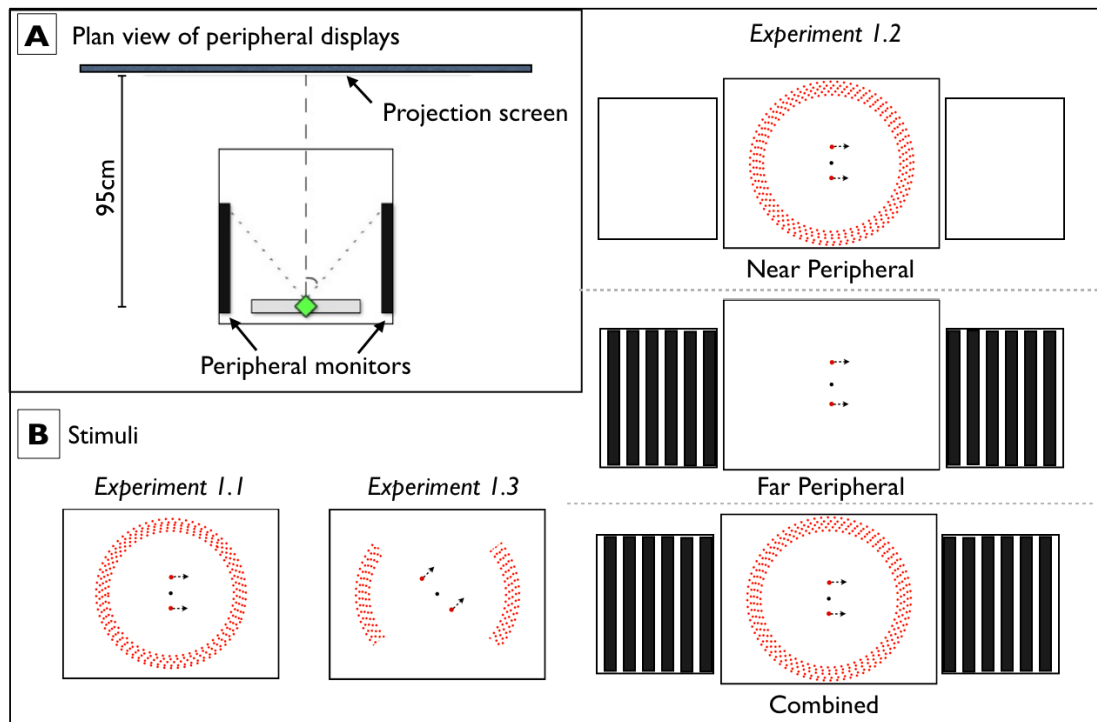 A Plan view of peripheral displays
Projection screen
95cm
Peripheral monitors
B Stimuli
Experiment 1.1
Experiment 1.3
Experiment 1.2
Near Peripheral
Far Peripheral
Combined